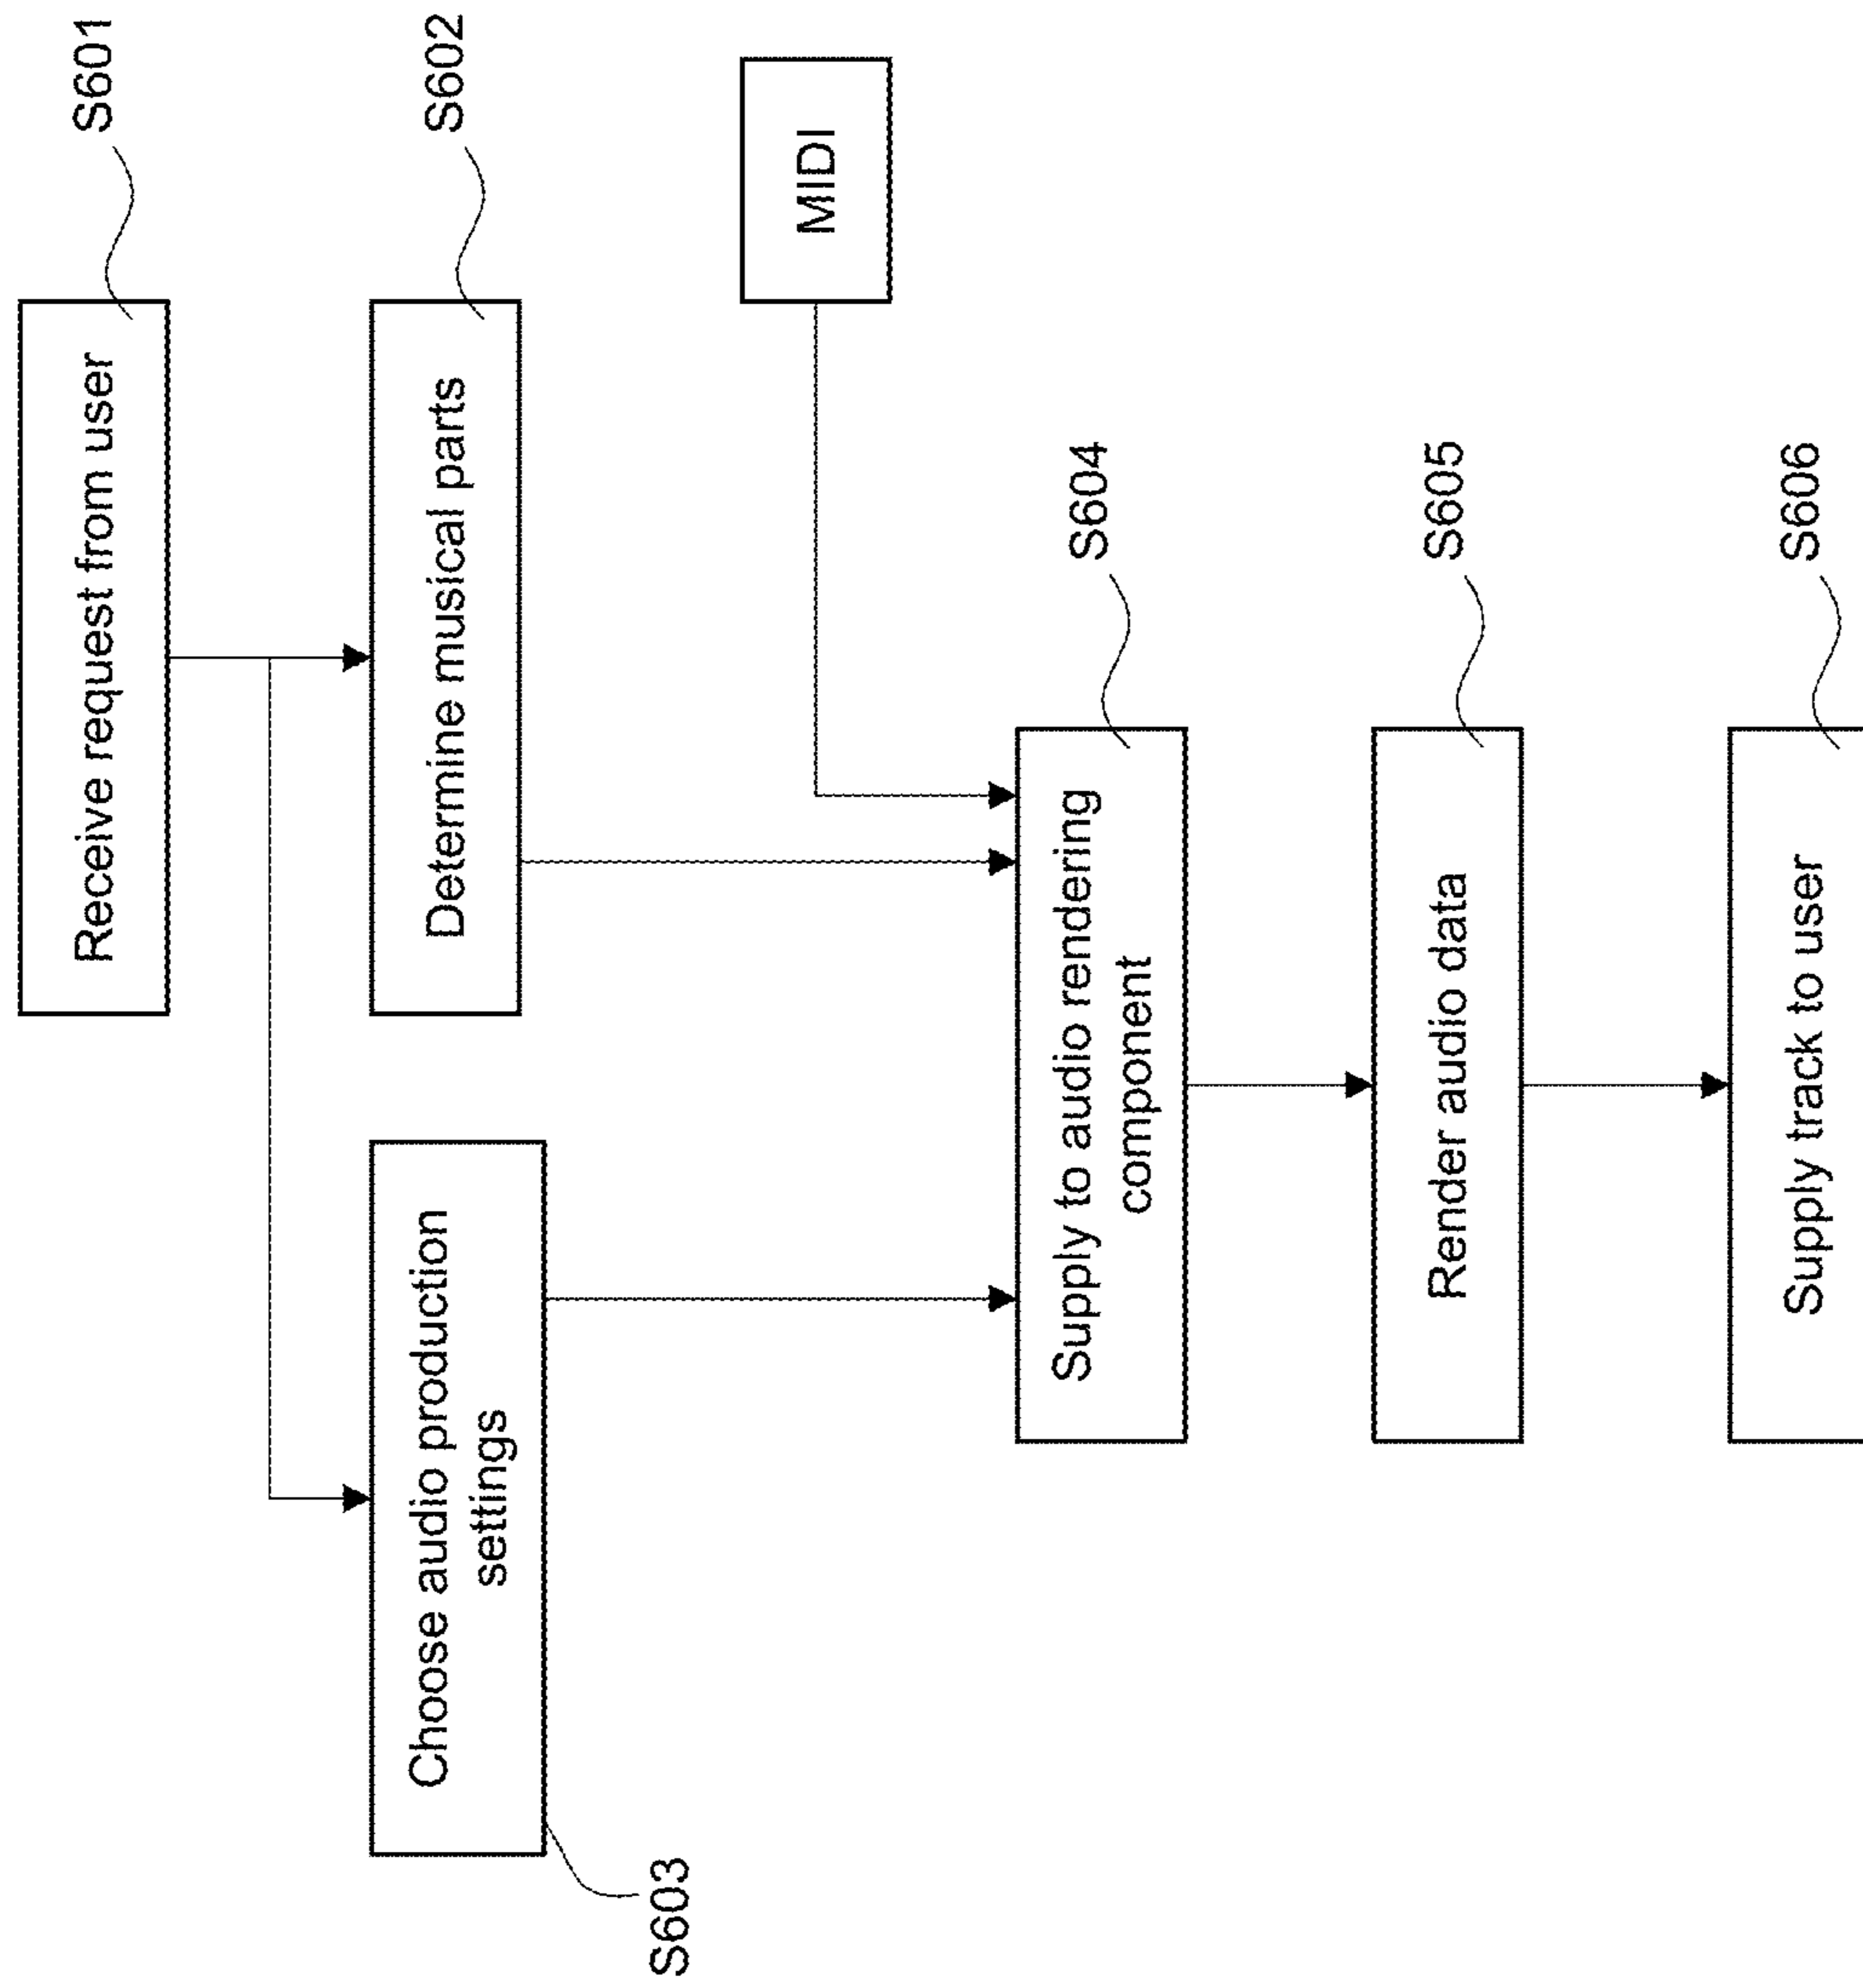 Receive request from user
S601
Determine musical parts
S602
Choose audio production
settings
S603
MIDI
Supply to audio rendering
component
S604
Render audio data
S605
Supply track to user
S606